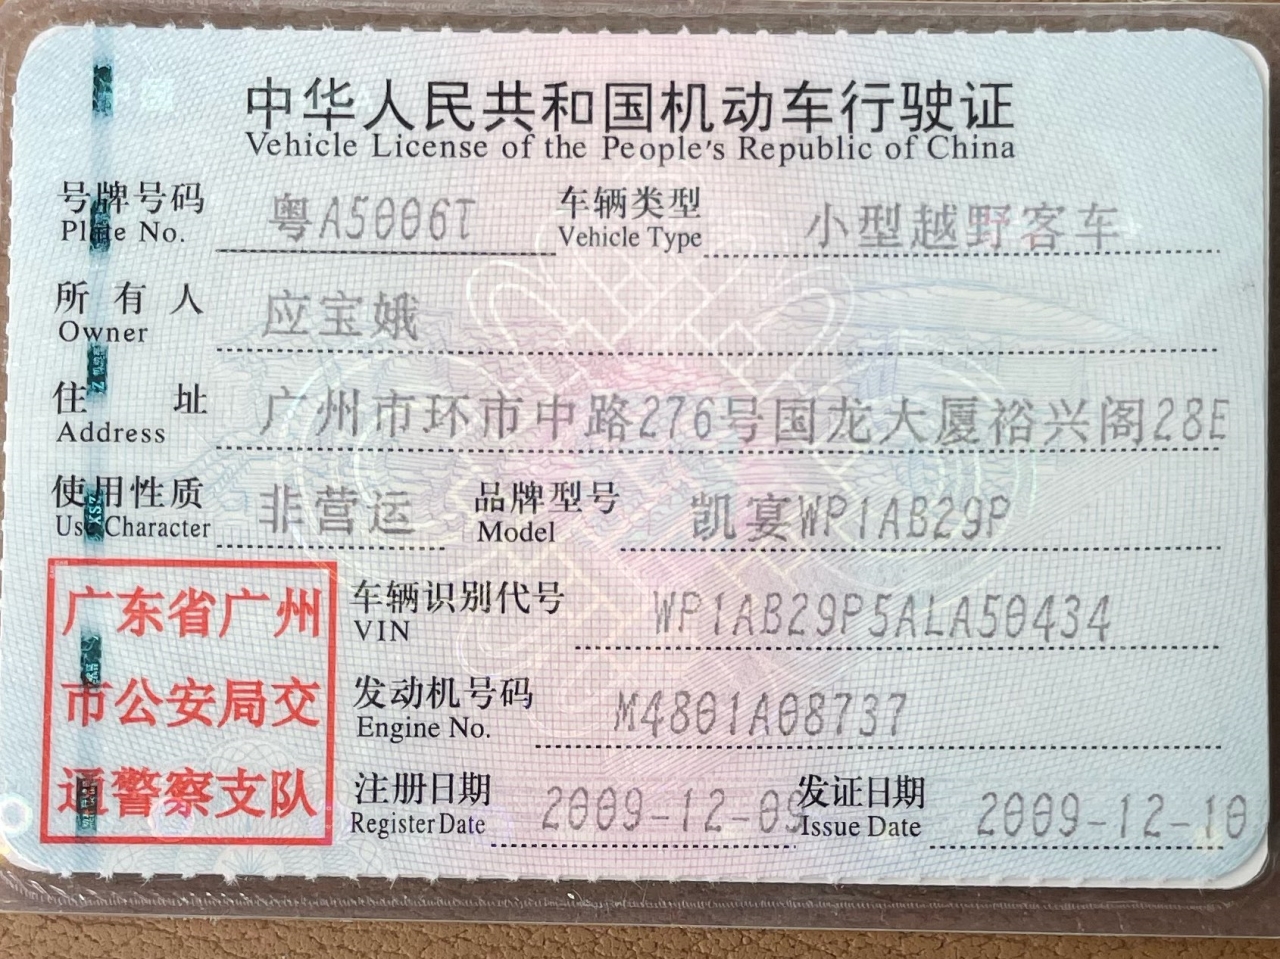 中华人民共和国机动车行驶证
Vehicle License of the People's Republic of China
号牌号码 粤A5006T 车辆类型 小型越野客车
Plate No. Vehicle Type
所有人 应宝娥
Owner
住址 广州市环市中路276号国龙大厦裕兴阁28E
Address
使用性质 非营运 品牌型号 凯宴WP1AB29P
Use Character Model
广东省广州
市公安局交
通警察支队
车辆识别代号 WP1AB29P5ALA50434
VIN
发动机号码 M4801A08737
Engine No.
注册日期 2009-12-09 发证日期 2009-12-10
Register Date Issue Date